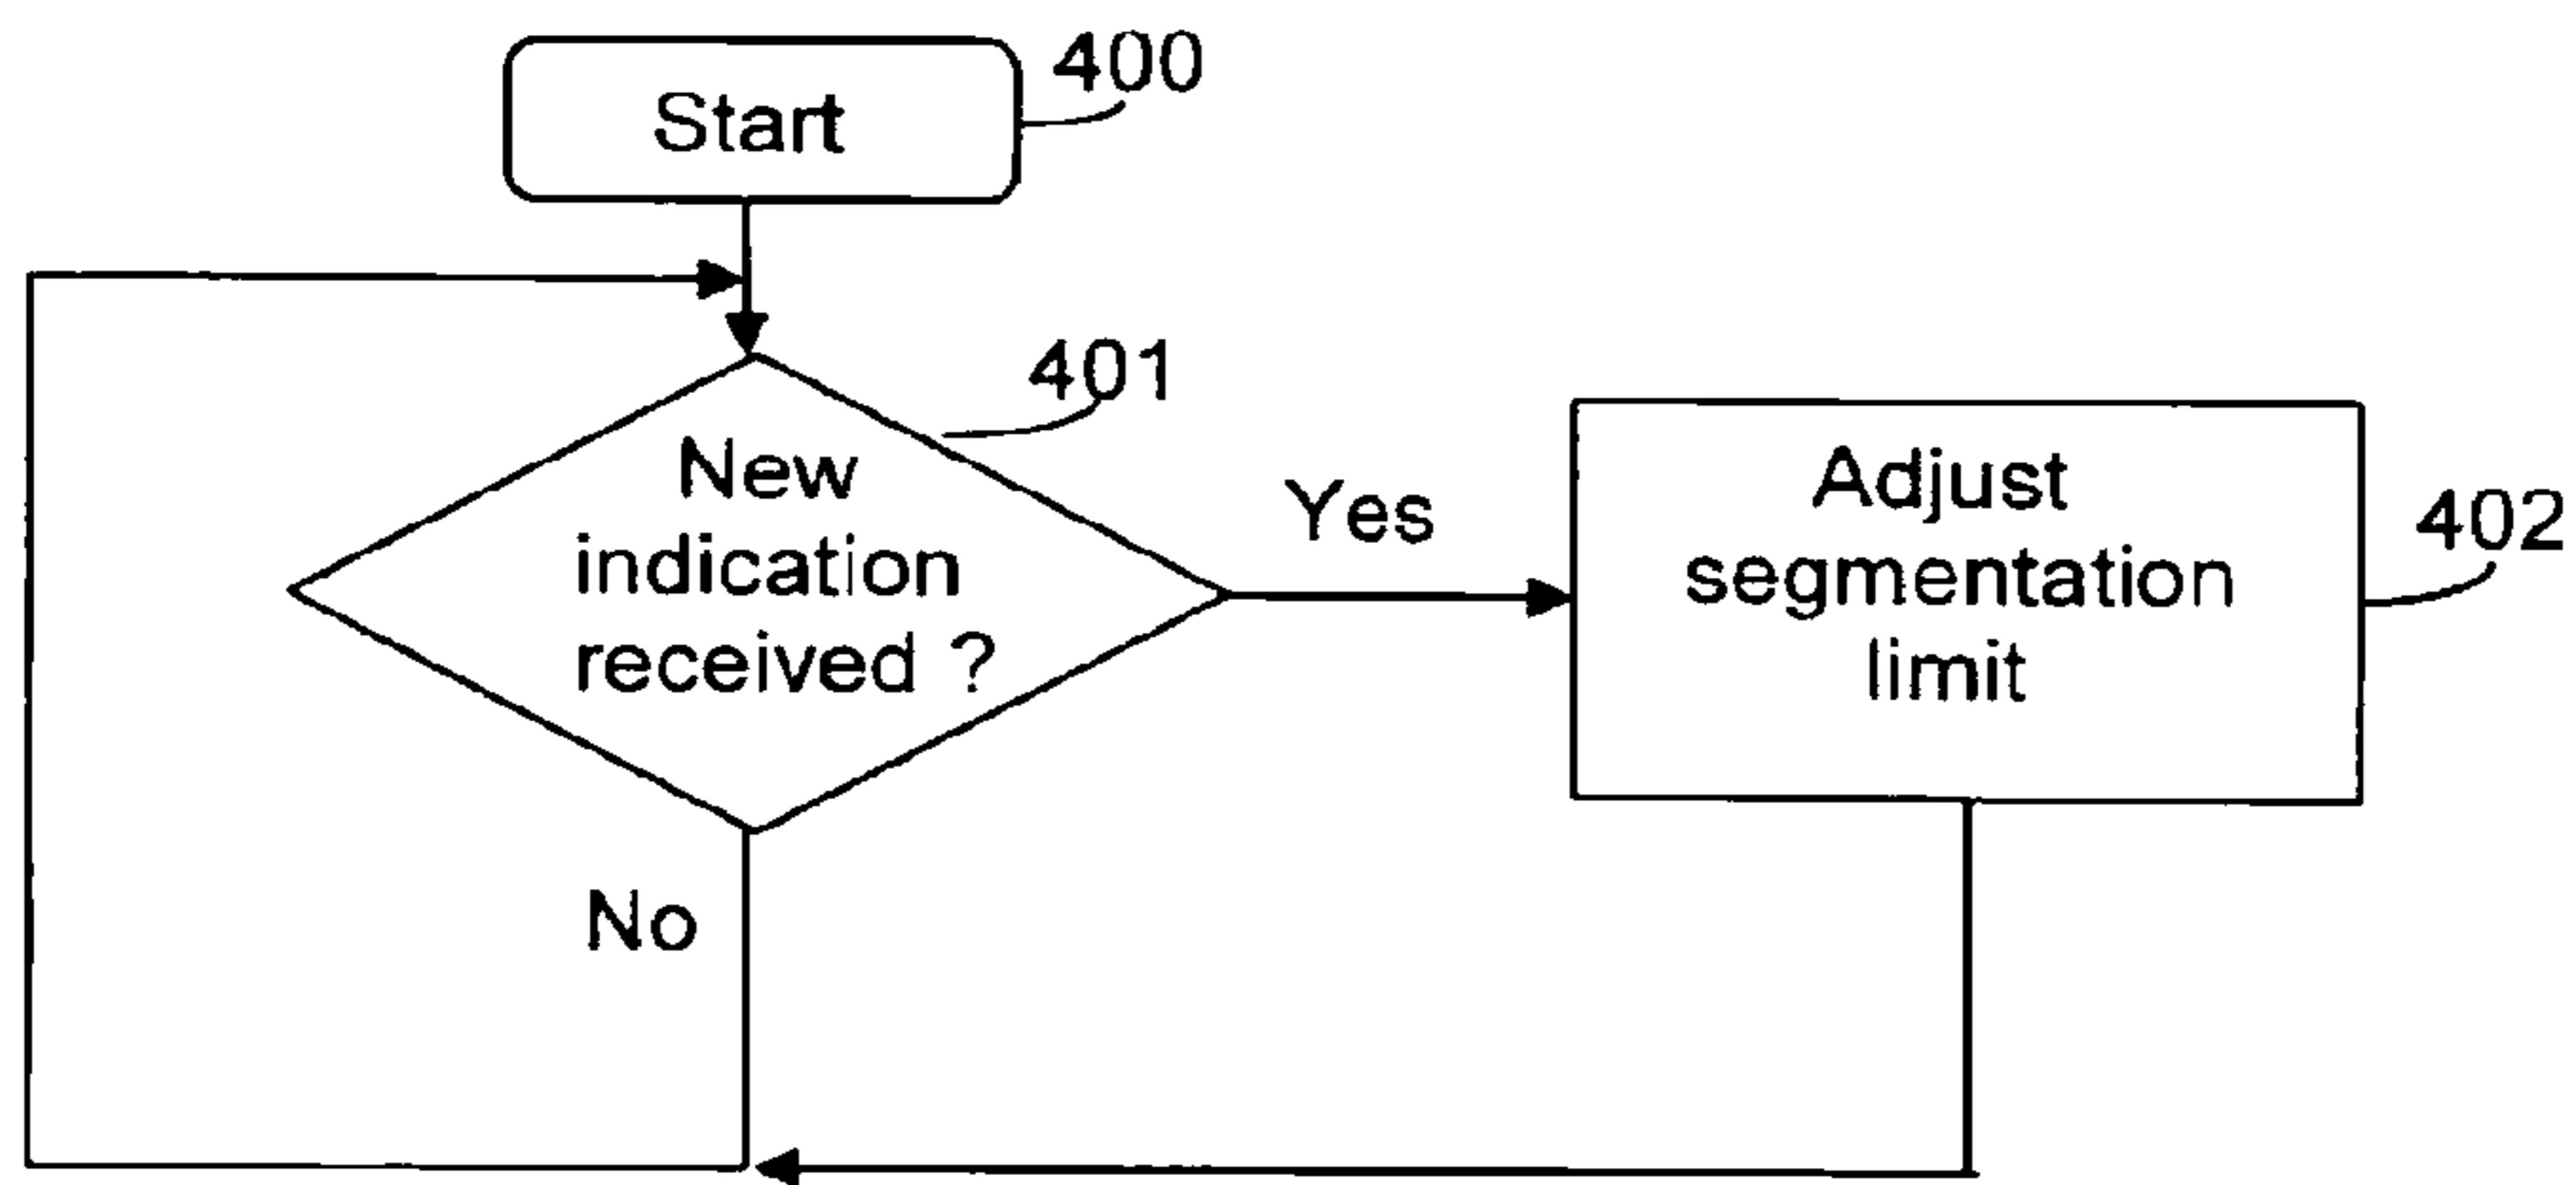 Start
400
401
New
indication
received ?
Yes
Adjust
segmentation
limit
402
No